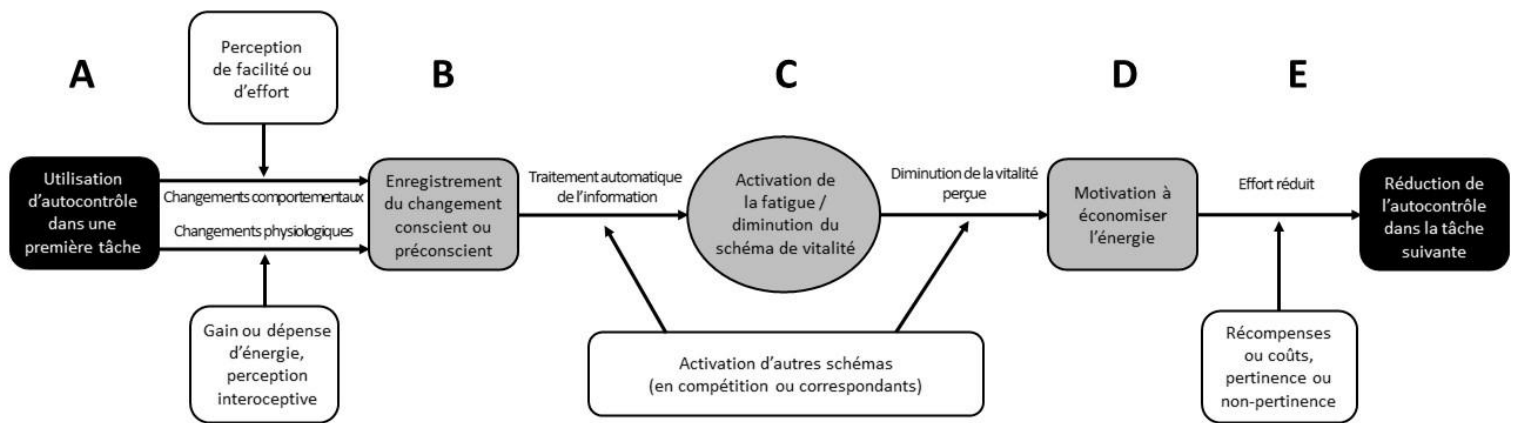 A
Perception
de facilité ou
d'effort
B
C
D
E
Utilisation
d'autocontrôle
dans une
première tâche
Changements comportementaux
Changements physiologiques
Gain ou dépense
d'énergie,
perception
interoceptive
Enregistrement
du changement
conscient ou
préconscient
Traitement automatique
de l'information
Activation de
la fatigue /
diminution du
schéma de vitalité
Activation d'autres schémas
(en compétition ou correspondants)
Diminution de la vitalité
perçue
Motivation à
économiser
l'énergie
Effort réduit
Récompenses
ou coûts,
pertinence ou
non-pertinence
Réduction de
l'autocontrôle
dans la tâche
suivante